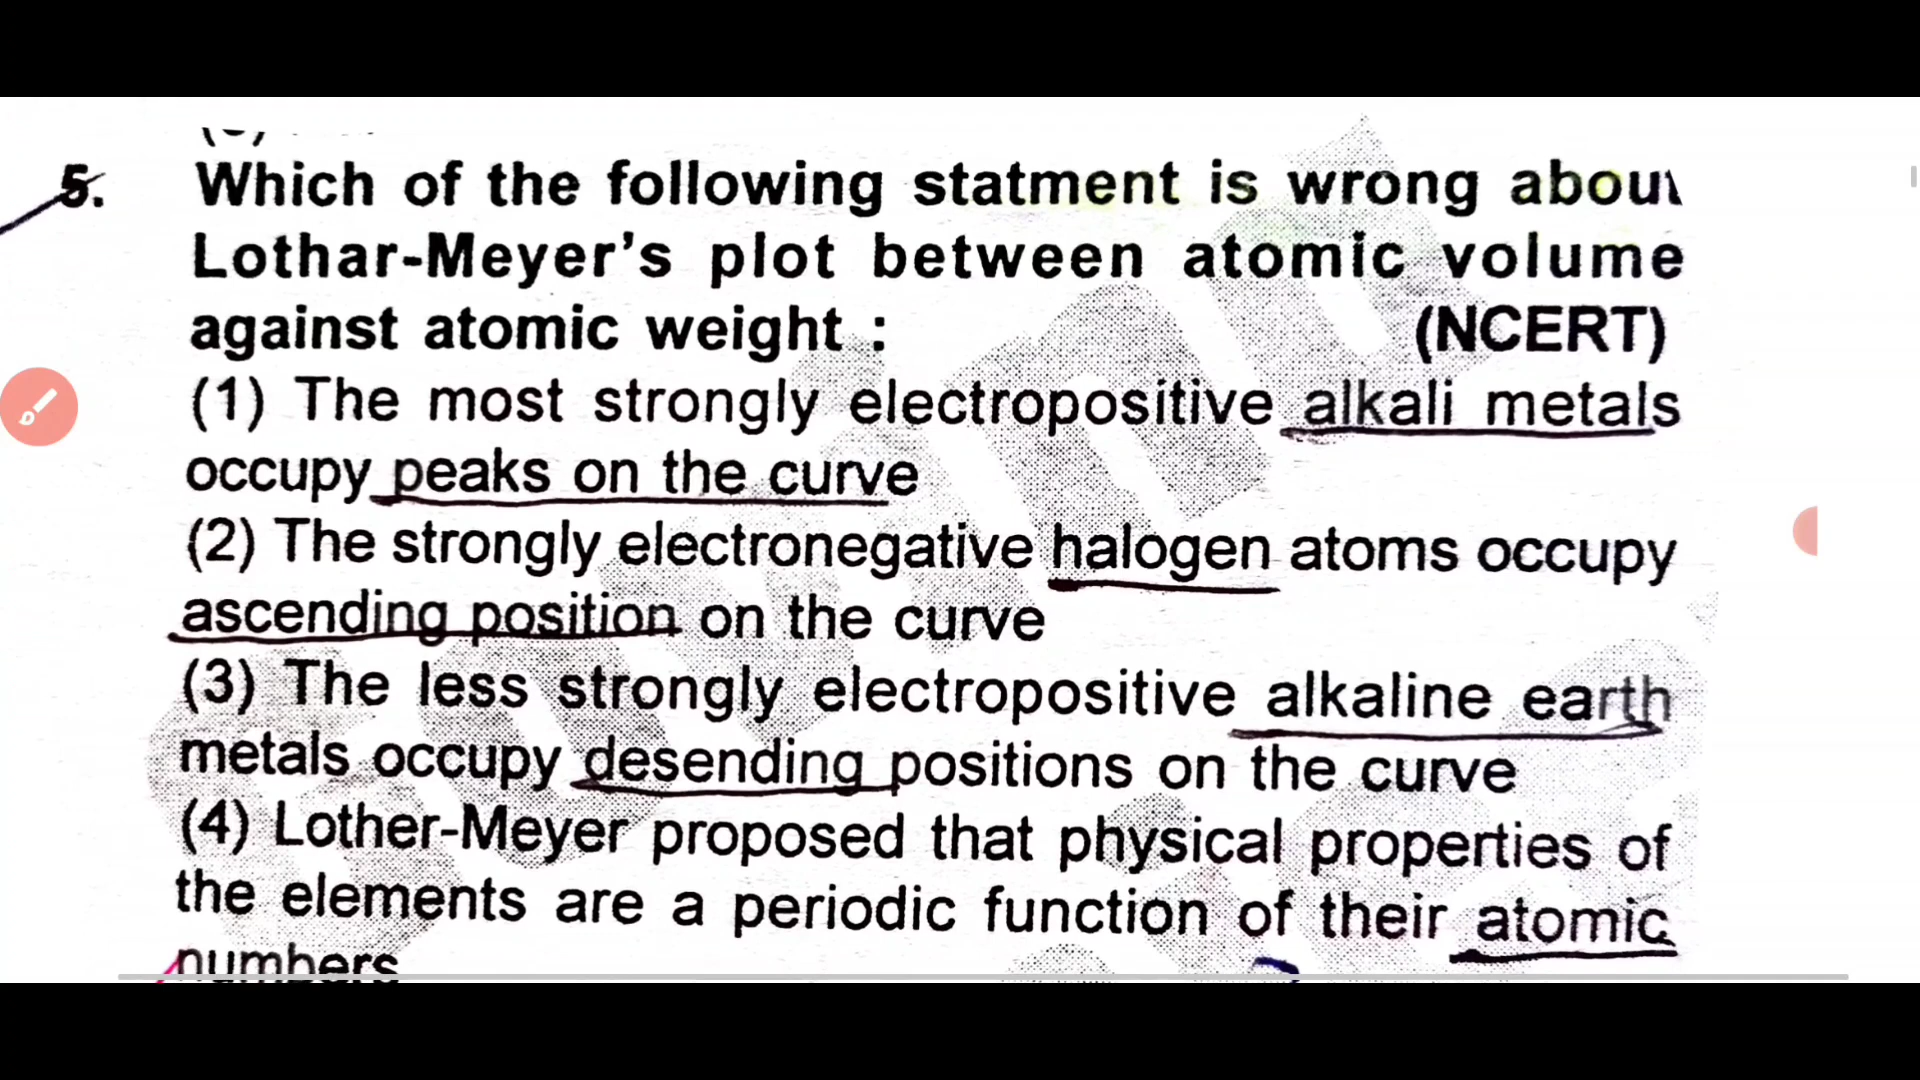 5. Which of the following statment is wrong about
Lothar-Meyer’s plot between atomic volume
against atomic weight : (NCERT)
(1) The most strongly electropositive alkali metals
occupy peaks on the curve
(2) The strongly electronegative halogen atoms occupy
ascending position on the curve
(3) The less strongly electropositive alkaline earth
metals occupy desending positions on the curve
(4) Lother-Meyer proposed that physical properties of
the elements are a periodic function of their atomic
numbers